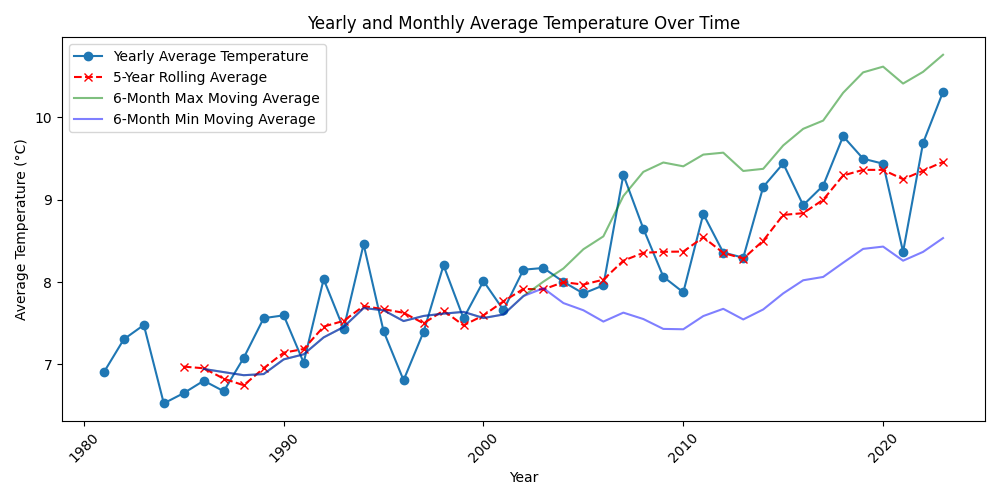 Yearly and Monthly Average Temperature Over Time
Yearly Average Temperature
5-Year Rolling Average
6-Month Max Moving Average
6-Month Min Moving Average
Average Temperature (°C)
10
9
8
7
1980
1990
2000
2010
2020
Year